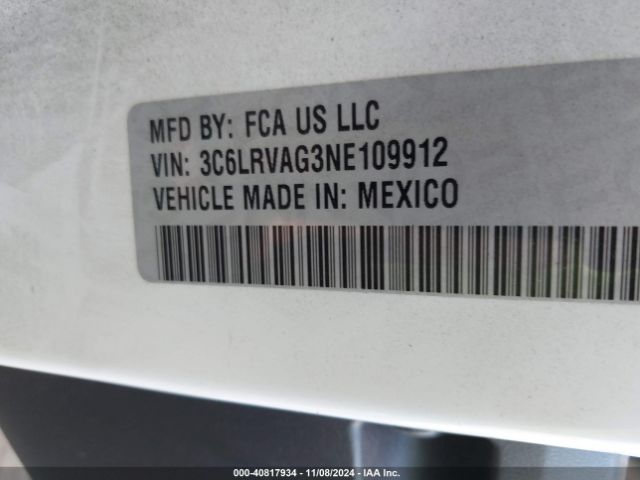 MFD BY: FCA US LLC
VIN: 3C6LRVAG3NE109912
VEHICLE MADE IN: MEXICO
000-40817934 - 11/08/2024 - IAA Inc.